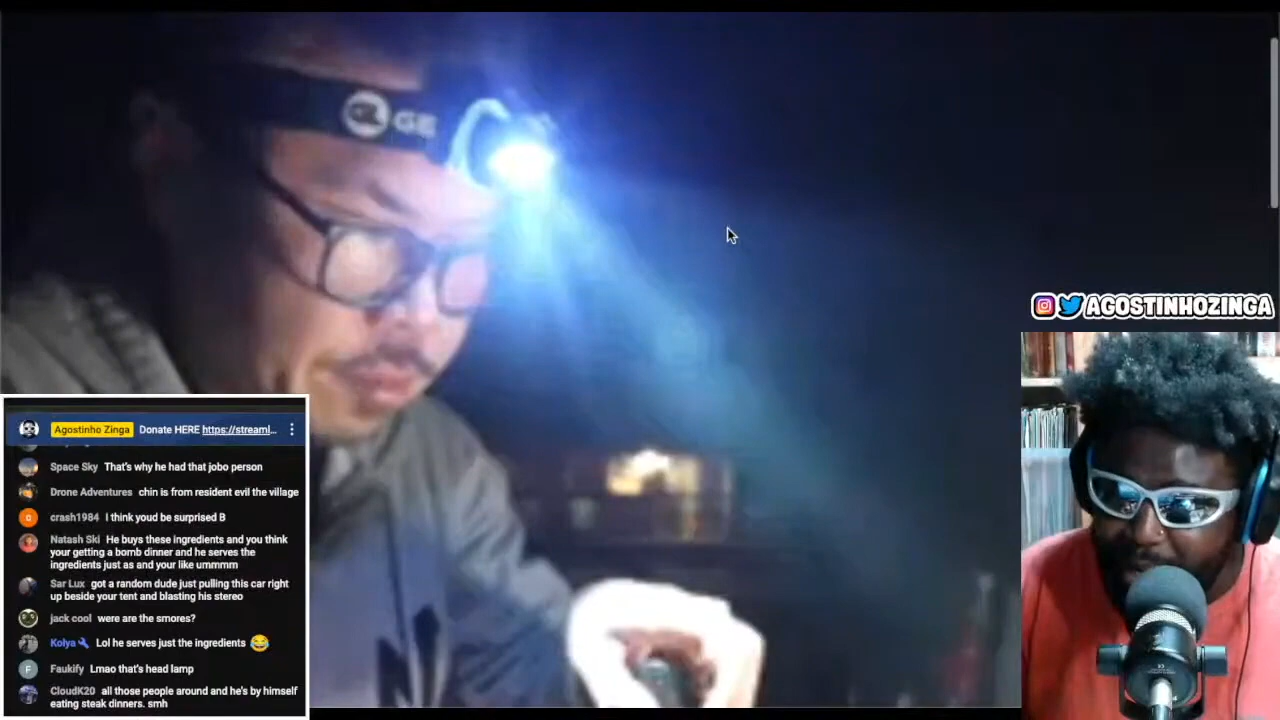 GE
AGOSTINHOZINGA
Agostinho Zinga Donate HERE https://streaml...
Space Sky That's why he had that jobo person
Drone Adventures chin is from resident evil the village
crash1984 I think youd be surprised B
Natash Ski He buys these ingredients and you think
your getting a bomb dinner and he serves the
ingredients just as and your like ummmm
Sar Lux got a random dude just pulling this car right
up beside your tent and blasting his stereo
jack cool were are the smores?
Kolya Lol he serves just the ingredients
F
Faukify Lmao that's head lamp
CloudK20 all those people around and he's by himself
eating steak dinners. smh